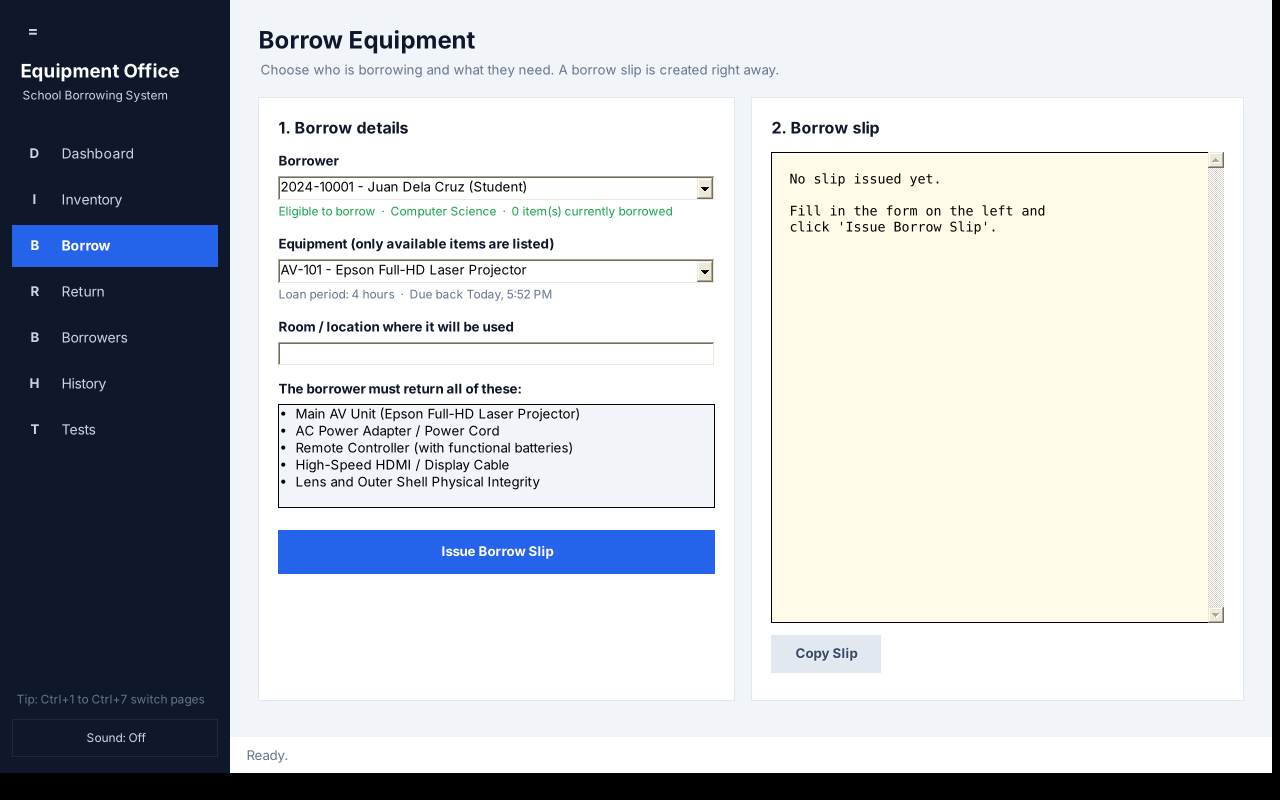 =
Equipment Office
School Borrowing System
D Dashboard
I Inventory
B Borrow
R Return
B Borrowers
H History
T Tests
Tip: Ctrl+1 to Ctrl+7 switch pages
Sound: Off
Borrow Equipment
Choose who is borrowing and what they need. A borrow slip is created right away.
1. Borrow details
Borrower
2024-10001 - Juan Dela Cruz (Student)
Eligible to borrow · Computer Science · 0 item(s) currently borrowed
Equipment (only available items are listed)
AV-101 - Epson Full-HD Laser Projector
Loan period: 4 hours · Due back Today, 5:52 PM
Room / location where it will be used
The borrower must return all of these:
• Main AV Unit (Epson Full-HD Laser Projector)
• AC Power Adapter / Power Cord
• Remote Controller (with functional batteries)
• High-Speed HDMI / Display Cable
• Lens and Outer Shell Physical Integrity
Issue Borrow Slip
2. Borrow slip
No slip issued yet.
Fill in the form on the left and
click 'Issue Borrow Slip'.
Copy Slip
Ready.